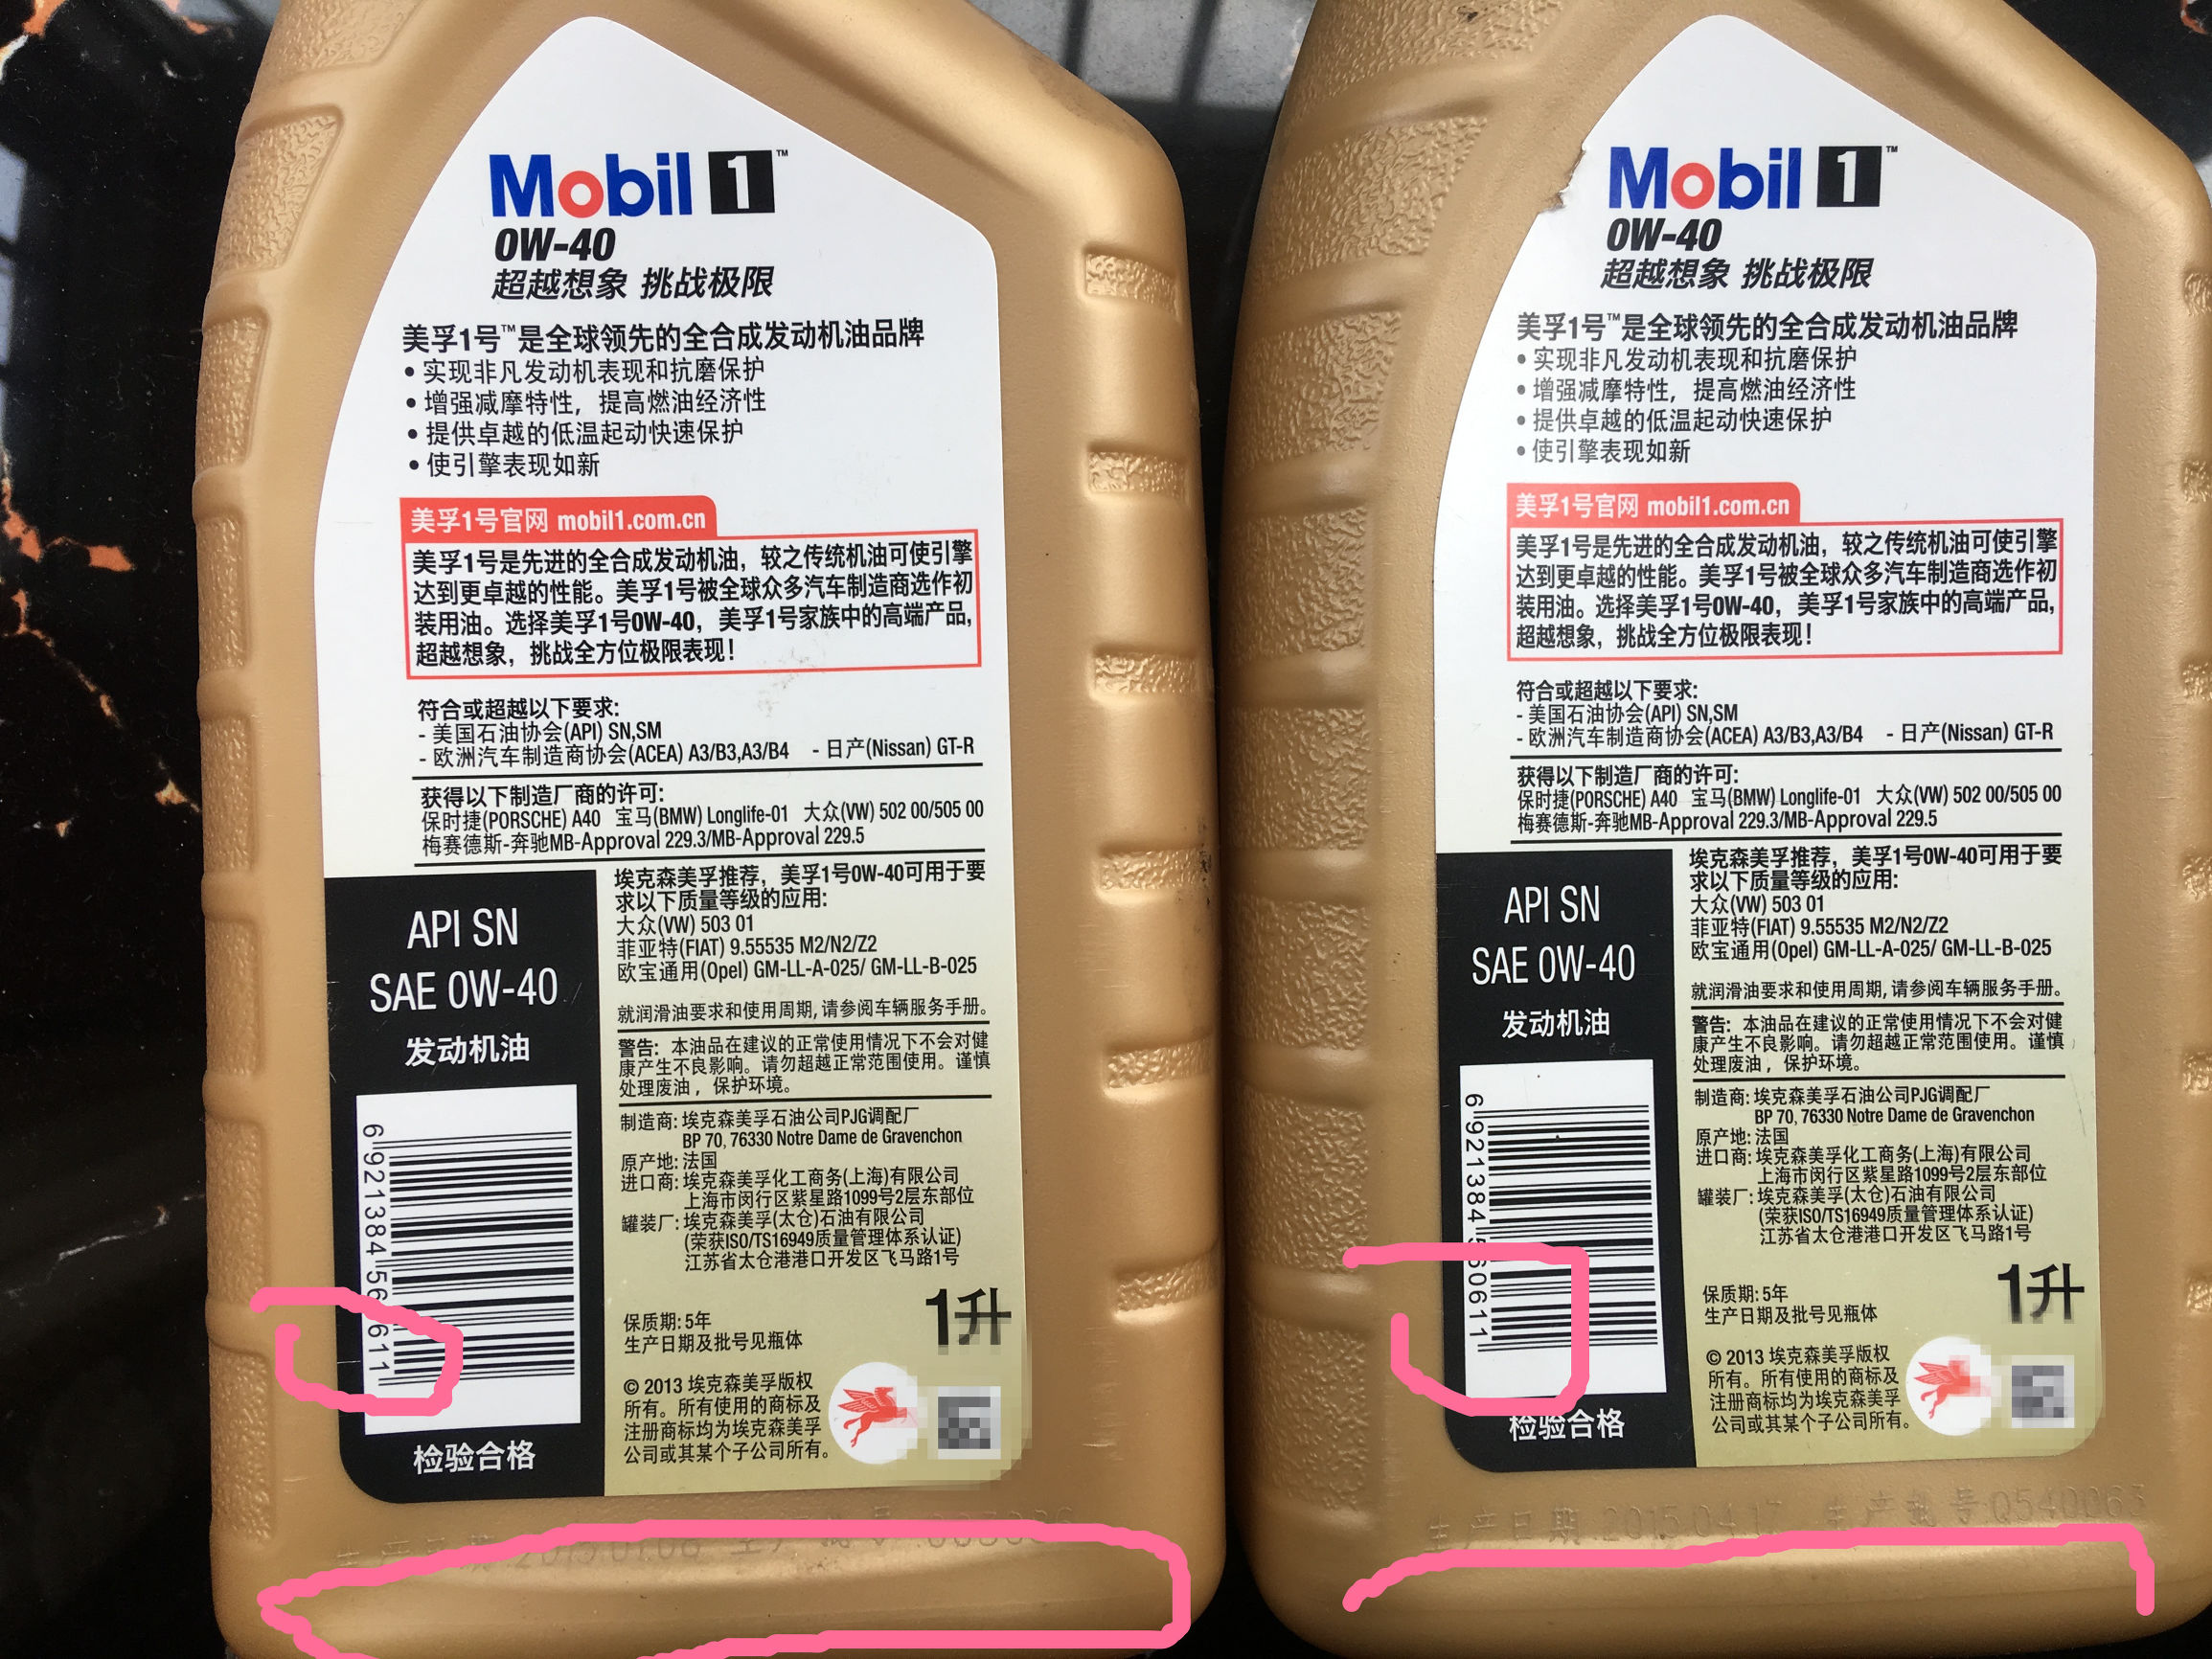 Mobil 1™
0W-40
超越想象 挑战极限
美孚1号™是全球领先的全合成发动机油品牌
• 实现非凡发动机表现和抗磨保护
• 增强减摩特性，提高燃油经济性
• 提供卓越的低温起动快速保护
• 使引擎表现如新
美孚1号官网 mobil1.com.cn
美孚1号是先进的全合成发动机油，较之传统机油可使引擎
达到更卓越的性能。美孚1号被全球众多汽车制造商选作初
装用油。选择美孚1号0W-40，美孚1号家族中的高端产品，
超越想象，挑战全方位极限表现！
符合或超越以下要求:
- 美国石油协会(API) SN,SM
- 欧洲汽车制造商协会(ACEA) A3/B3,A3/B4 - 日产(Nissan) GT-R
获得以下制造厂商的许可:
保时捷(PORSCHE) A40 宝马(BMW) Longlife-01 大众(VW) 502 00/505 00
梅赛德斯-奔驰MB-Approval 229.3/MB-Approval 229.5
API SN
SAE 0W-40
发动机油
6 921384 56 611
检验合格
埃克森美孚推荐，美孚1号0W-40可用于要
求以下质量等级的应用:
大众(VW) 503 01
菲亚特(FIAT) 9.55535 M2/N2/Z2
欧宝通用(Opel) GM-LL-A-025/ GM-LL-B-025
就润滑油要求和使用周期,请参阅车辆服务手册。
警告: 本油品在建议的正常使用情况下不会对健
康产生不良影响。请勿超越正常范围使用。谨慎
处理废油，保护环境。
制造商: 埃克森美孚石油公司PJG调配厂
BP 70, 76330 Notre Dame de Gravenchon
原产地: 法国
进口商: 埃克森美孚化工商务(上海)有限公司
上海市闵行区紫星路1099号2层东部位
罐装厂: 埃克森美孚(太仓)石油有限公司
(荣获ISO/TS16949质量管理体系认证)
江苏省太仓港港口开发区飞马路1号
保质期: 5年
生产日期及批号见瓶体
1升
© 2013 埃克森美孚版权
所有。所有使用的商标及
注册商标均为埃克森美孚
公司或其某个子公司所有。
Mobil 1™
0W-40
超越想象 挑战极限
美孚1号™是全球领先的全合成发动机油品牌
• 实现非凡发动机表现和抗磨保护
• 增强减摩特性，提高燃油经济性
• 提供卓越的低温起动快速保护
• 使引擎表现如新
美孚1号官网 mobil1.com.cn
美孚1号是先进的全合成发动机油，较之传统机油可使引擎
达到更卓越的性能。美孚1号被全球众多汽车制造商选作初
装用油。选择美孚1号0W-40，美孚1号家族中的高端产品，
超越想象，挑战全方位极限表现！
符合或超越以下要求:
- 美国石油协会(API) SN,SM
- 欧洲汽车制造商协会(ACEA) A3/B3,A3/B4 - 日产(Nissan) GT-R
获得以下制造厂商的许可:
保时捷(PORSCHE) A40 宝马(BMW) Longlife-01 大众(VW) 502 00/505 00
梅赛德斯-奔驰MB-Approval 229.3/MB-Approval 229.5
API SN
SAE 0W-40
发动机油
6 921384 560611
检验合格
埃克森美孚推荐，美孚1号0W-40可用于要
求以下质量等级的应用:
大众(VW) 503 01
菲亚特(FIAT) 9.55535 M2/N2/Z2
欧宝通用(Opel) GM-LL-A-025/ GM-LL-B-025
就润滑油要求和使用周期,请参阅车辆服务手册。
警告: 本油品在建议的正常使用情况下不会对健
康产生不良影响。请勿超越正常范围使用。谨慎
处理废油，保护环境。
制造商: 埃克森美孚石油公司PJG调配厂
BP 70, 76330 Notre Dame de Gravenchon
原产地: 法国
进口商: 埃克森美孚化工商务(上海)有限公司
上海市闵行区紫星路1099号2层东部位
罐装厂: 埃克森美孚(太仓)石油有限公司
(荣获ISO/TS16949质量管理体系认证)
江苏省太仓港港口开发区飞马路1号
保质期: 5年
生产日期及批号见瓶体
1升
© 2013 埃克森美孚版权
所有。所有使用的商标及
注册商标均为埃克森美孚
公司或其某个子公司所有。
生产日期 2015.04.17 生产批号 Q540063